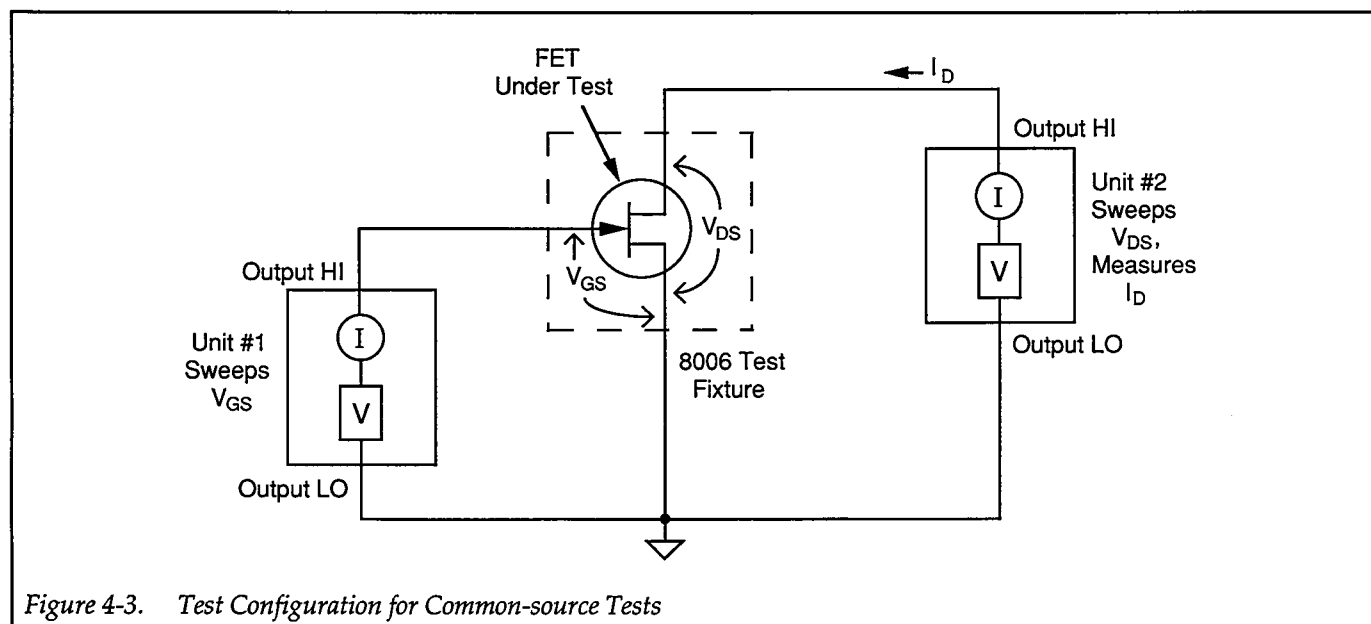 FET
Under Test
I_D
Output HI
Unit #2
Sweeps
V_DS,
Measures
I_D
I
V
Output LO
V_DS
V_GS
8006 Test
Fixture
Output HI
Unit #1
Sweeps
V_GS
I
V
Output LO
Figure 4-3. Test Configuration for Common-source Tests